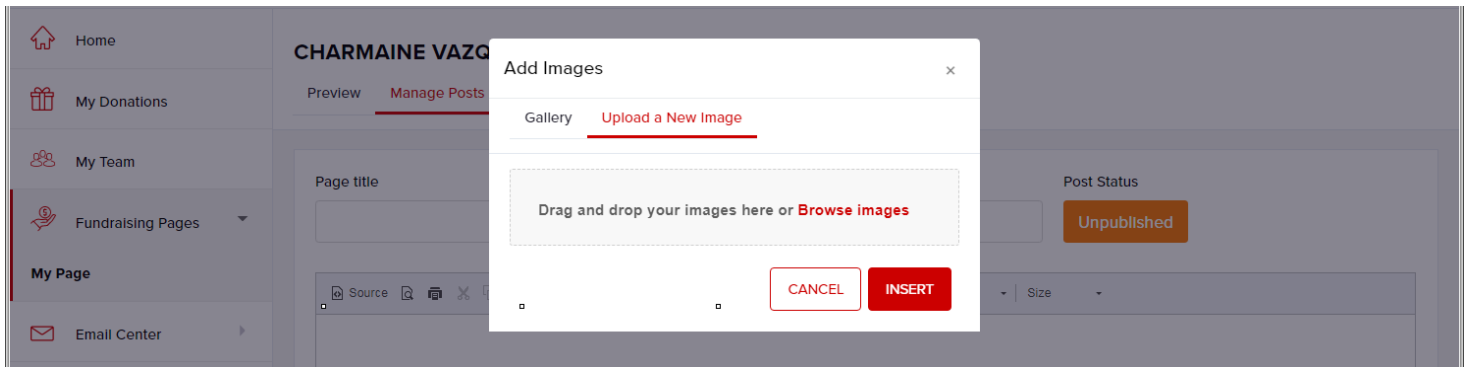 Home
My Donations
My Team
Fundraising Pages
My Page
Email Center
CHARMAINE VAZQ
Preview Manage Posts
Page title
Post Status
Unpublished
Source
Size
Add Images
×
Gallery Upload a New Image
Drag and drop your images here or Browse images
CANCEL INSERT